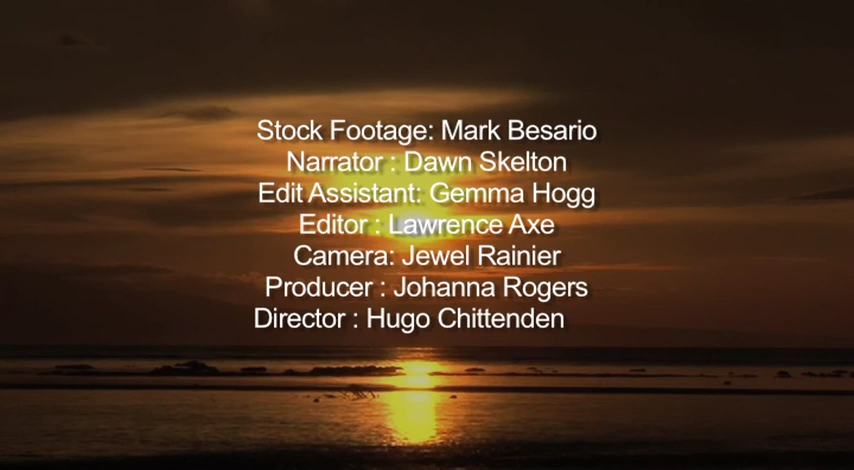 Stock Footage: Mark Besario
Narrator : Dawn Skelton
Edit Assistant: Gemma Hogg
Editor : Lawrence Axe
Camera: Jewel Rainier
Producer : Johanna Rogers
Director : Hugo Chittenden